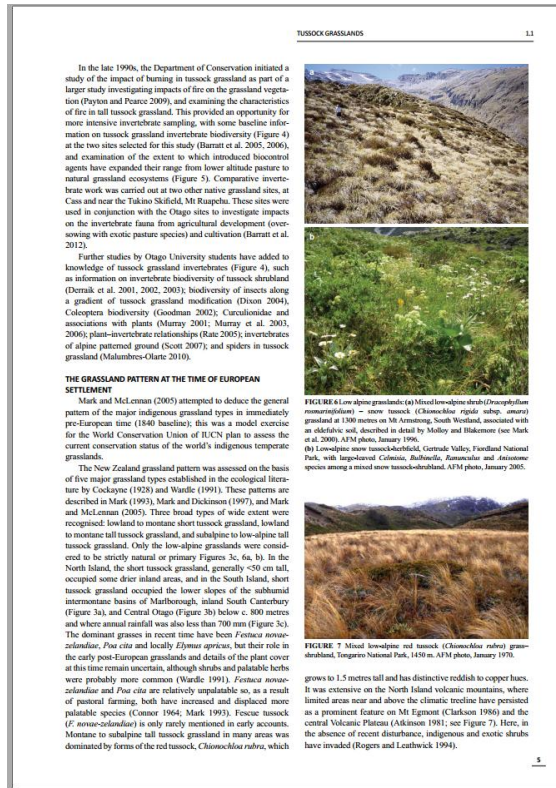 TUSSOCK GRASSLANDS 1.1
In the late 1990s, the Department of Conservation initiated a
study of the impact of burning in tussock grassland as part of a
larger study investigating impacts of fire on the grassland vegeta-
tion (Payton and Pearce 2009), and examining the characteristics
of fire in tall tussock grassland. This provided an opportunity for
more intensive invertebrate sampling, with some baseline infor-
mation on tussock grassland invertebrate biodiversity (Figure 4)
at the two sites selected for this study (Barratt et al. 2005, 2006),
and examination of the extent to which introduced biocontrol
agents have expanded their range from lower altitude pasture to
natural grassland ecosystems (Figure 5). Comparative inverte-
brate work was carried out at two other native grassland sites, at
Cass and near the Tukino Skifield, Mt Ruapehu. These sites were
used in conjunction with the Otago sites to investigate impacts
on the invertebrate fauna from agricultural development (over-
sowing with exotic pasture species) and cultivation (Barratt et al.
2012).
Further studies by Otago University students have added to
knowledge of tussock grassland invertebrates (Figure 4), such
as information on invertebrate biodiversity of tussock shrubland
(Derraik et al. 2001, 2002, 2003); biodiversity of insects along
a gradient of tussock grassland modification (Dixon 2004),
Coleoptera biodiversity (Goodman 2002); Curculionidae and
associations with plants (Murray 2001; Murray et al. 2003,
2006); plant–invertebrate relationships (Rate 2005); invertebrates
of alpine patterned ground (Scott 2007); and spiders in tussock
grassland (Malumbres-Olarte 2010).
THE GRASSLAND PATTERN AT THE TIME OF EUROPEAN
SETTLEMENT
Mark and McLennan (2005) attempted to deduce the general
pattern of the major indigenous grassland types in immediately
pre-European time (1840 baseline); this was a model exercise
for the World Conservation Union of IUCN plan to assess the
current conservation status of the world's indigenous temperate
grasslands.
The New Zealand grassland pattern was assessed on the basis
of five major grassland types established in the ecological litera-
ture by Cockayne (1928) and Wardle (1991). These patterns are
described in Mark (1993), Mark and Dickinson (1997), and Mark
and McLennan (2005). Three broad types of wide extent were
recognised: lowland to montane short tussock grassland, lowland
to montane tall tussock grassland, and subalpine to low-alpine tall
tussock grassland. Only the low-alpine grasslands were consid-
ered to be strictly natural or primary Figures 3c, 6a, b). In the
North Island, the short tussock grassland, generally <50 cm tall,
occupied some drier inland areas, and in the South Island, short
tussock grassland occupied the lower slopes of the subhumid
intermontane basins of Marlborough, inland South Canterbury
(Figure 3a), and Central Otago (Figure 3b) below c. 800 metres
and where annual rainfall was also less than 700 mm (Figure 3c).
The dominant grasses in recent time have been Festuca novae-
zelandiae, Poa cita and locally Elymus apricus, but their role in
the early post-European grasslands and details of the plant cover
at this time remain uncertain, although shrubs and palatable herbs
were probably more common (Wardle 1991). Festuca novae-
zelandiae and Poa cita are relatively unpalatable so, as a result
of pastoral farming, both have increased and displaced more
palatable species (Connor 1964; Mark 1993). Fescue tussock
(F. novae-zelandiae) is only rarely mentioned in early accounts.
Montane to subalpine tall tussock grassland in many areas was
dominated by forms of the red tussock, Chionochloa rubra, which
a
b
FIGURE 6 Low alpine grasslands: (a) Mixed low-alpine shrub (Dracophyllum
rosmarinifolium) – snow tussock (Chionochloa rigida subsp. amara)
grassland at 1300 metres on Mt Armstrong, South Westland, associated with
an eldefulvic soil, described in detail by Molloy and Blakemore (see Mark
et al. 2000). AFM photo, January 1996.
(b) Low-alpine snow tussock-herbfield, Gertrude Valley, Fiordland National
Park, with large-leaved Celmisia, Bulbinella, Ranunculus and Anisotome
species among a mixed snow tussock-shrubland. AFM photo, January 2005.
FIGURE 7 Mixed low-alpine red tussock (Chionochloa rubra) grass–
shrubland, Tongariro National Park, 1450 m. AFM photo, January 1970.
grows to 1.5 metres tall and has distinctive reddish to copper hues.
It was extensive on the North Island volcanic mountains, where
limited areas near and above the climatic treeline have persisted
as a prominent feature on Mt Egmont (Clarkson 1986) and the
central Volcanic Plateau (Atkinson 1981; see Figure 7). Here, in
the absence of recent disturbance, indigenous and exotic shrubs
have invaded (Rogers and Leathwick 1994).
5